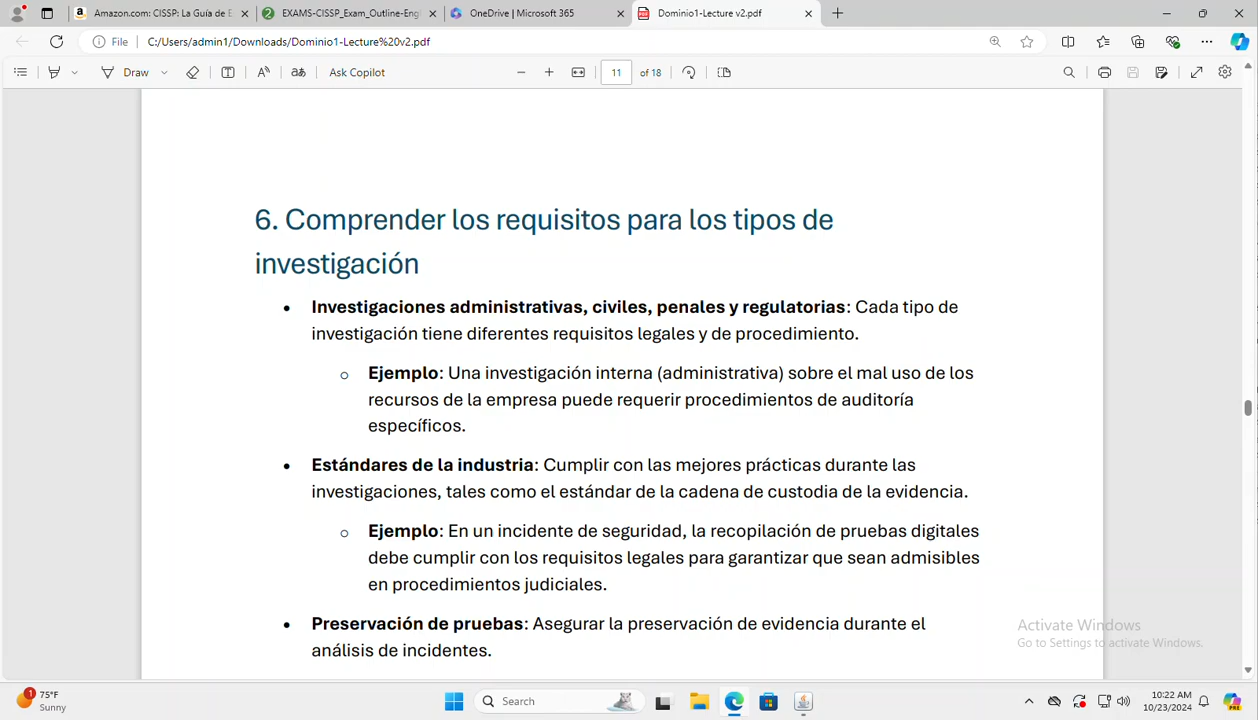 Amazon.com: CISSP: La Guía de E
EXAMS-CISSP_Exam_Outline-Engl
OneDrive | Microsoft 365
Dominio1-Lecture v2.pdf
File
C:/Users/admin1/Downloads/Dominio1-Lecture%20v2.pdf
Draw
Ask Copilot
11 of 18
6. Comprender los requisitos para los tipos de
investigación
• Investigaciones administrativas, civiles, penales y regulatorias: Cada tipo de
investigación tiene diferentes requisitos legales y de procedimiento.
o Ejemplo: Una investigación interna (administrativa) sobre el mal uso de los
recursos de la empresa puede requerir procedimientos de auditoría
específicos.
• Estándares de la industria: Cumplir con las mejores prácticas durante las
investigaciones, tales como el estándar de la cadena de custodia de la evidencia.
o Ejemplo: En un incidente de seguridad, la recopilación de pruebas digitales
debe cumplir con los requisitos legales para garantizar que sean admisibles
en procedimientos judiciales.
• Preservación de pruebas: Asegurar la preservación de evidencia durante el
análisis de incidentes.
Activate Windows
Go to Settings to activate Windows.
1
75°F
Sunny
Search
10:22 AM
10/23/2024